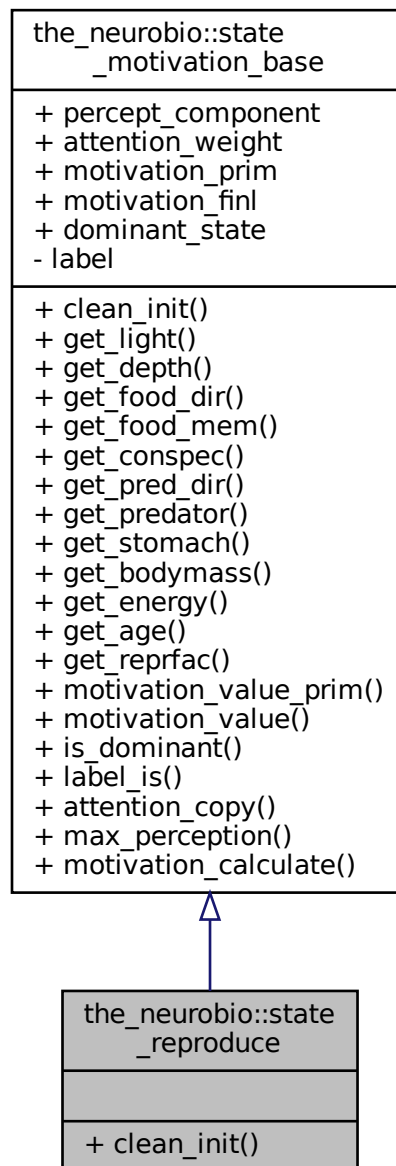 the_neurobio::state
_motivation_base
+ percept_component
+ attention_weight
+ motivation_prim
+ motivation_finl
+ dominant_state
- label
+ clean_init()
+ get_light()
+ get_depth()
+ get_food_dir()
+ get_food_mem()
+ get_conspec()
+ get_pred_dir()
+ get_predator()
+ get_stomach()
+ get_bodymass()
+ get_energy()
+ get_age()
+ get_reprfac()
+ motivation_value_prim()
+ motivation_value()
+ is_dominant()
+ label_is()
+ attention_copy()
+ max_perception()
+ motivation_calculate()
the_neurobio::state
_reproduce
+ clean_init()